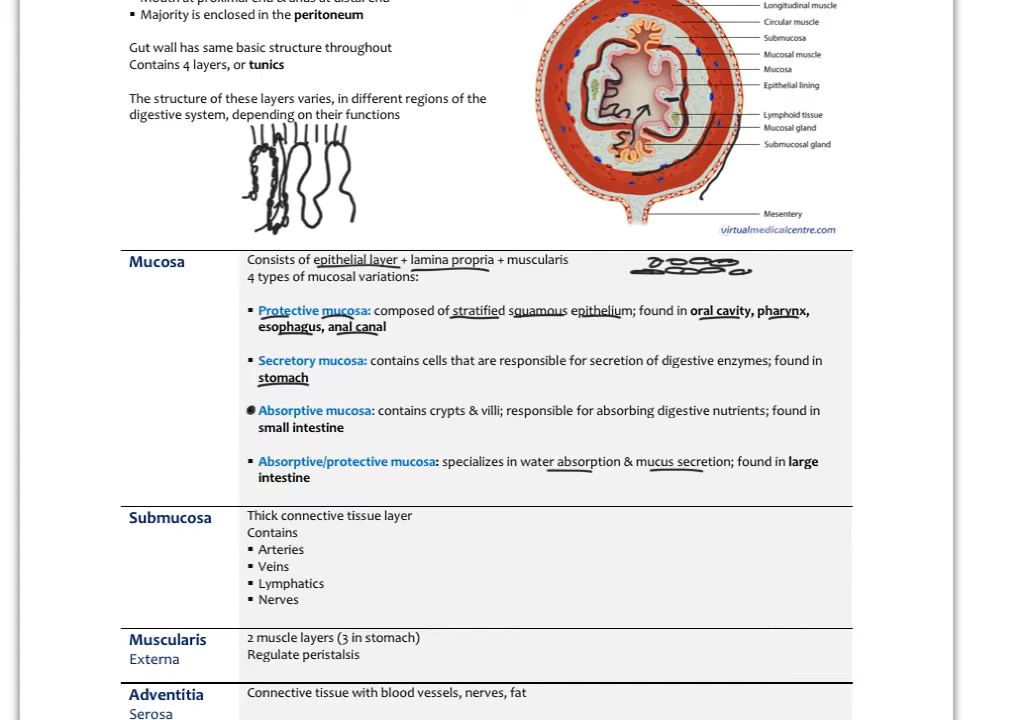 ▪ Majority is enclosed in the peritoneum
Gut wall has same basic structure throughout
Contains 4 layers, or tunics
The structure of these layers varies, in different regions of the
digestive system, depending on their functions
Longitudinal muscle
Circular muscle
Submucosa
Mucosal muscle
Mucosa
Epithelial lining
Lymphoid tissue
Mucosal gland
Submucosal gland
Mesentery
virtualmedicalcentre.com
Mucosa
Consists of epithelial layer + lamina propria + muscularis
4 types of mucosal variations:
▪ Protective mucosa: composed of stratified squamous epithelium; found in oral cavity, pharynx,
esophagus, anal canal
▪ Secretory mucosa: contains cells that are responsible for secretion of digestive enzymes; found in
stomach
▪ Absorptive mucosa: contains crypts & villi; responsible for absorbing digestive nutrients; found in
small intestine
▪ Absorptive/protective mucosa: specializes in water absorption & mucus secretion; found in large
intestine
Submucosa
Thick connective tissue layer
Contains
▪ Arteries
▪ Veins
▪ Lymphatics
▪ Nerves
Muscularis
Externa
2 muscle layers (3 in stomach)
Regulate peristalsis
Adventitia
Serosa
Connective tissue with blood vessels, nerves, fat